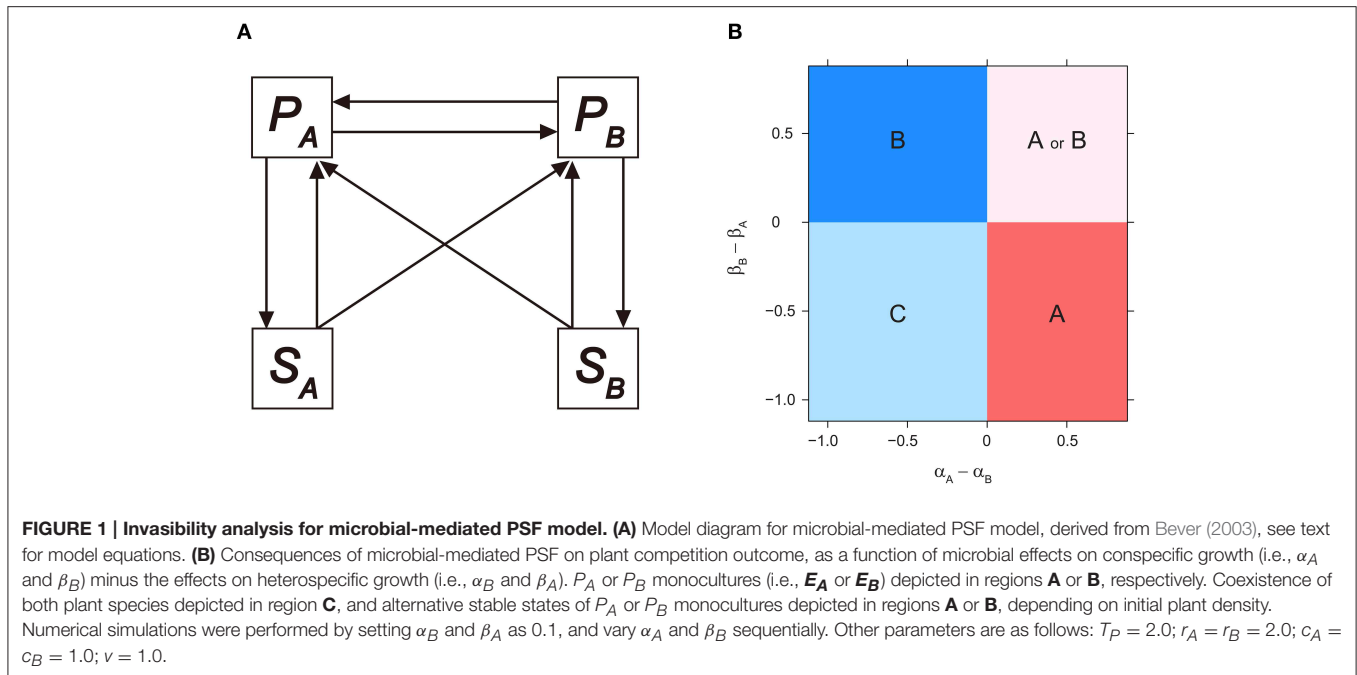 A
B
P_A
P_B
S_A
S_B
B
A or B
C
A
0.5
0
−0.5
−1.0
β_B − β_A
−1.0 −0.5 0 0.5
α_A − α_B
FIGURE 1 | Invasibility analysis for microbial-mediated PSF model. (A) Model diagram for microbial-mediated PSF model, derived from Bever (2003), see text
for model equations. (B) Consequences of microbial-mediated PSF on plant competition outcome, as a function of microbial effects on conspecific growth (i.e., α_A
and β_B) minus the effects on heterospecific growth (i.e., α_B and β_A). P_A or P_B monocultures (i.e., E_A or E_B) depicted in regions A or B, respectively. Coexistence of
both plant species depicted in region C, and alternative stable states of P_A or P_B monocultures depicted in regions A or B, depending on initial plant density.
Numerical simulations were performed by setting α_B and β_A as 0.1, and vary α_A and β_B sequentially. Other parameters are as follows: T_P = 2.0; r_A = r_B = 2.0; c_A =
c_B = 1.0; v = 1.0.